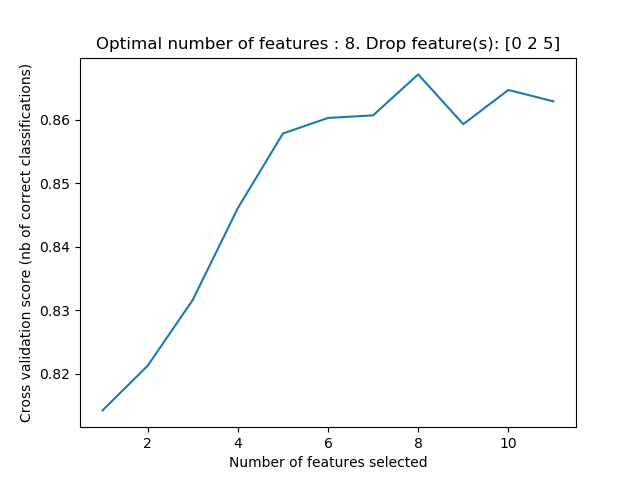 Optimal number of features : 8. Drop feature(s): [0 2 5]
Cross validation score (nb of correct classifications)
0.86
0.85
0.84
0.83
0.82
2 4 6 8 10
Number of features selected